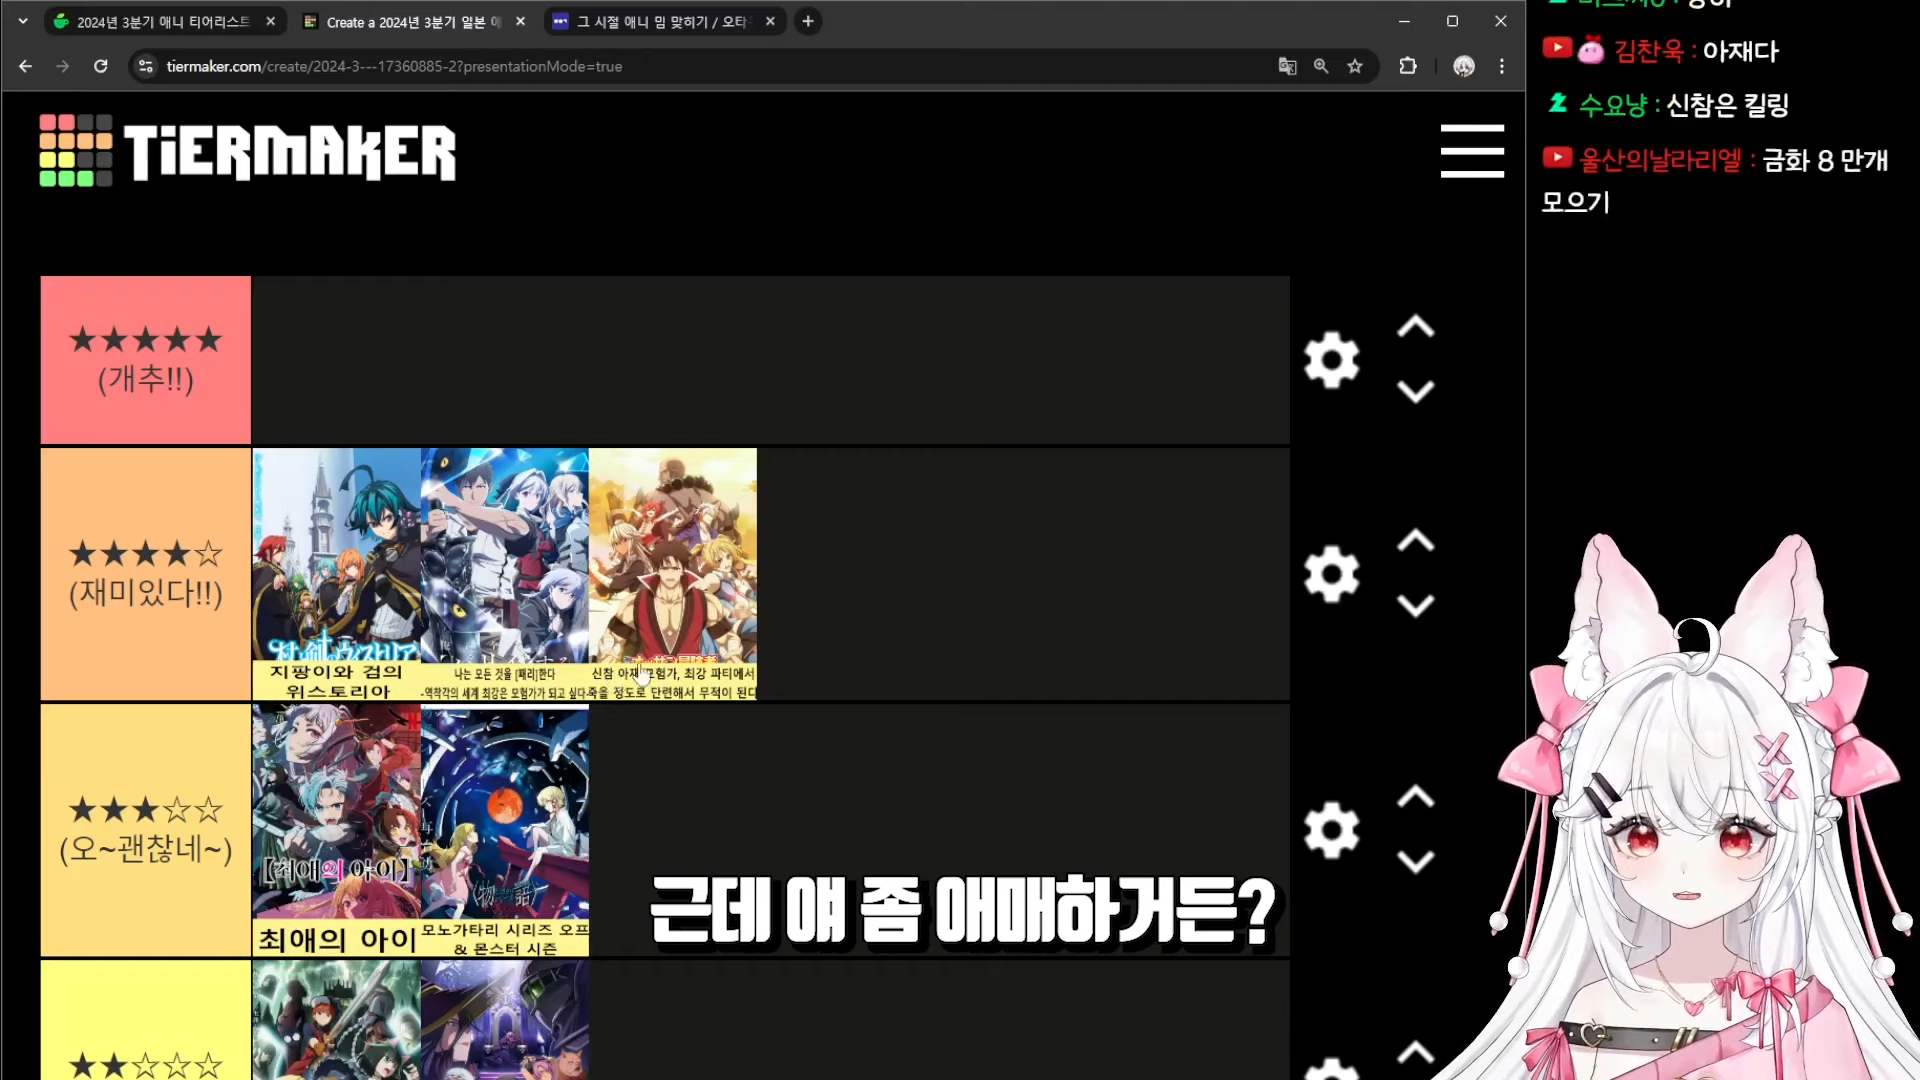 2024년 3분기 애니 티어리스트
Create a 2024년 3분기 일본 애
그 시절 애니 밈 맞히기 / 오타
tiermaker.com/create/2024-3---17360885-2?presentationMode=true
TiERMAKER
김찬욱 : 아재다
수요냥 : 신참은 킬링
울산의날라리엘 : 금화 8 만개
모으기
★★★★★
(개추!!)
★★★★☆
(재미있다!!)
지팡이와 검의
위스토리아
나는 모든 것을 [패리]한다
-역착각의 세계 최강은 모험가가 되고 싶다-
신참 아재 모험가, 최강 파티에서
죽을 정도로 단련해서 무적이 된다
★★★☆☆
(오~괜찮네~)
【최애의 아이】
최애의 아이
모노가타리 시리즈 오프
& 몬스터 시즌
근데 얘 좀 애매하거든?
★★☆☆☆